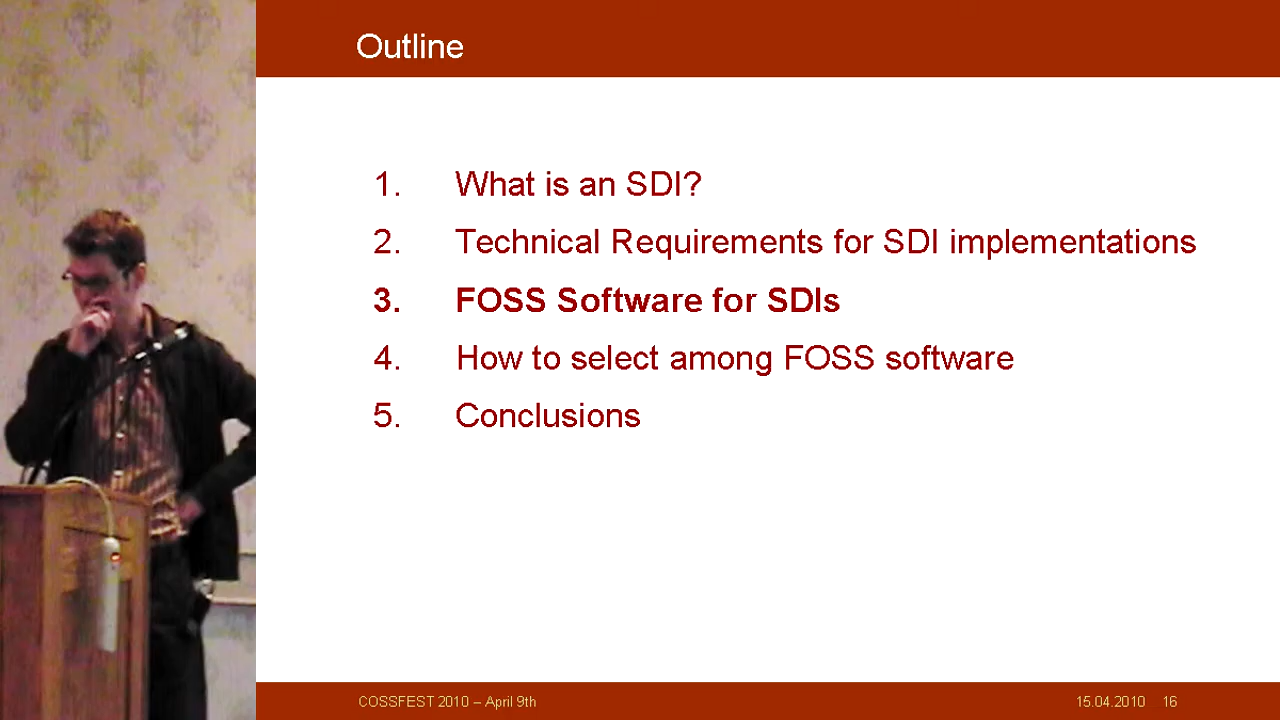 Outline
1. What is an SDI?
2. Technical Requirements for SDI implementations
3. FOSS Software for SDIs
4. How to select among FOSS software
5. Conclusions
COSSFEST 2010 – April 9th 15.04.2010 16